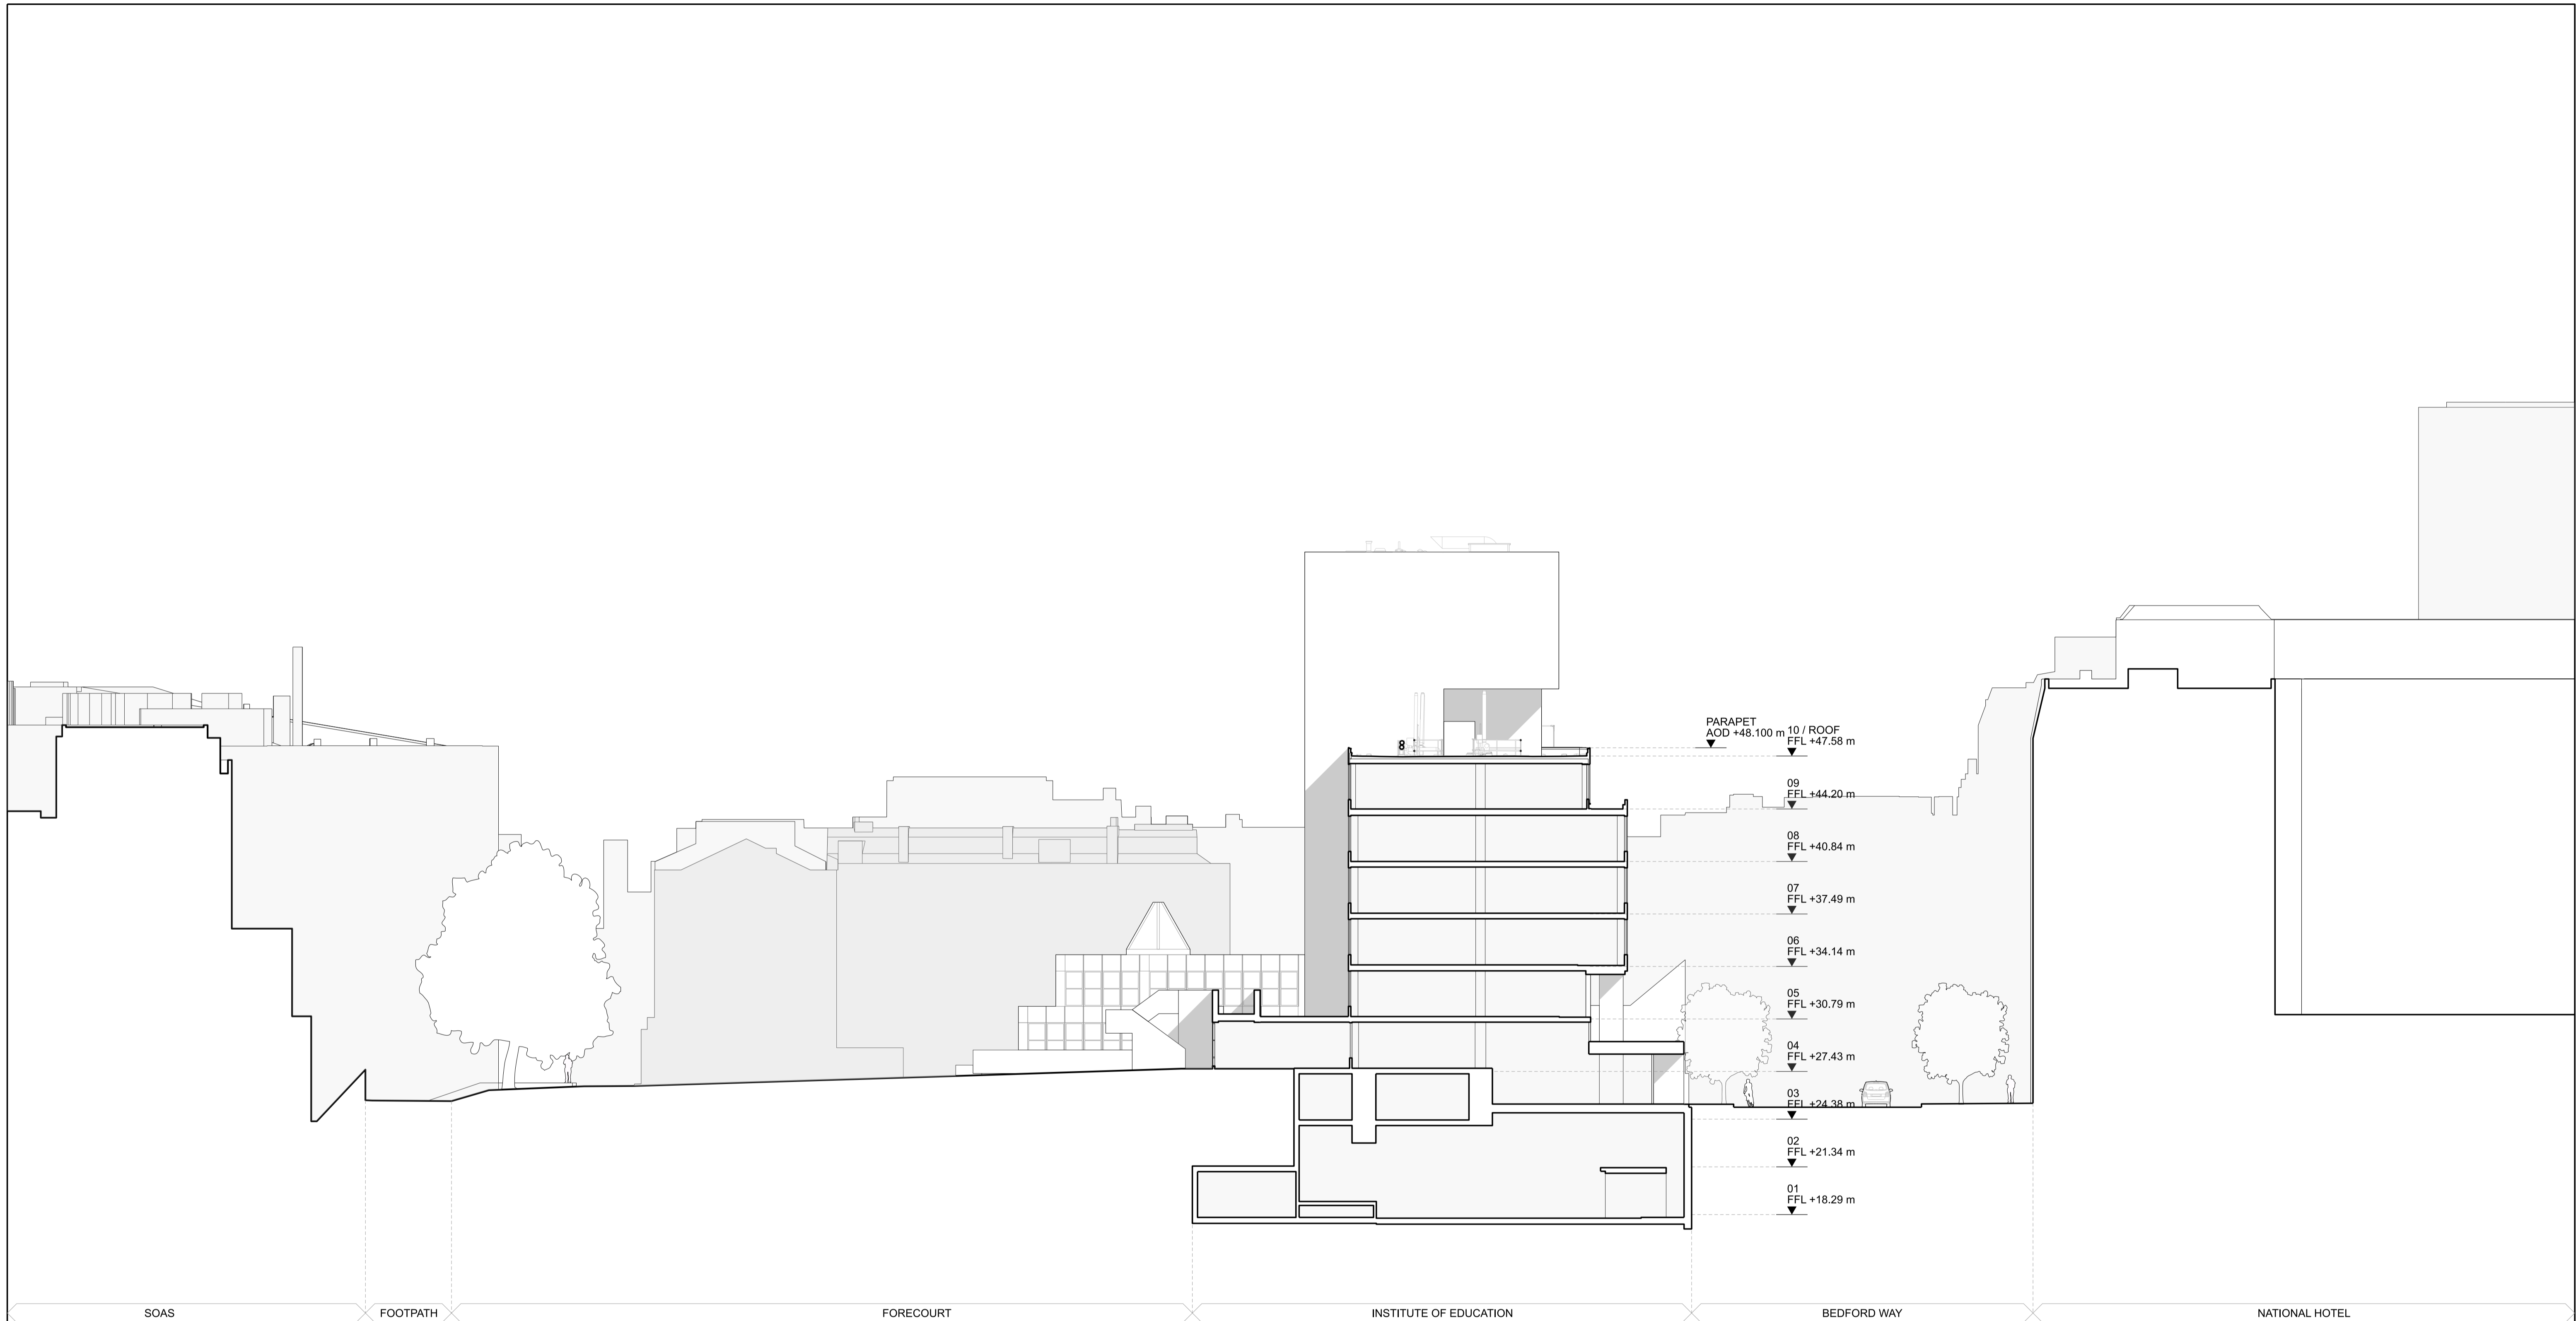 PARAPET
AOD +48.100 m
10 / ROOF
FFL +47.58 m
09
FFL +44.20 m
08
FFL +40.84 m
07
FFL +37.49 m
06
FFL +34.14 m
05
FFL +30.79 m
04
FFL +27.43 m
03
FFL +24.38 m
02
FFL +21.34 m
01
FFL +18.29 m
SOAS
FOOTPATH
FORECOURT
INSTITUTE OF EDUCATION
BEDFORD WAY
NATIONAL HOTEL